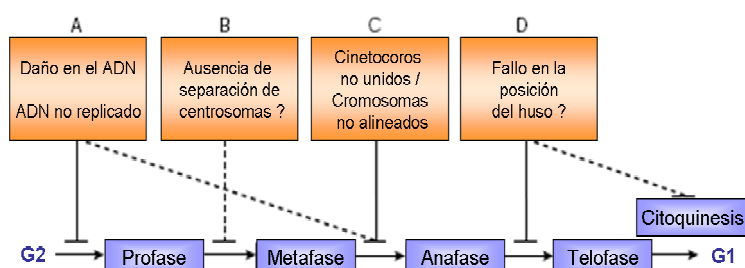 A
B
C
D
Daño en el ADN
ADN no replicado
Ausencia de
separación de
centrosomas ?
Cinetocoros
no unidos /
Cromosomas
no alineados
Fallo en la
posición
del huso ?
Citoquinesis
G2
Profase
Metafase
Anafase
Telofase
G1